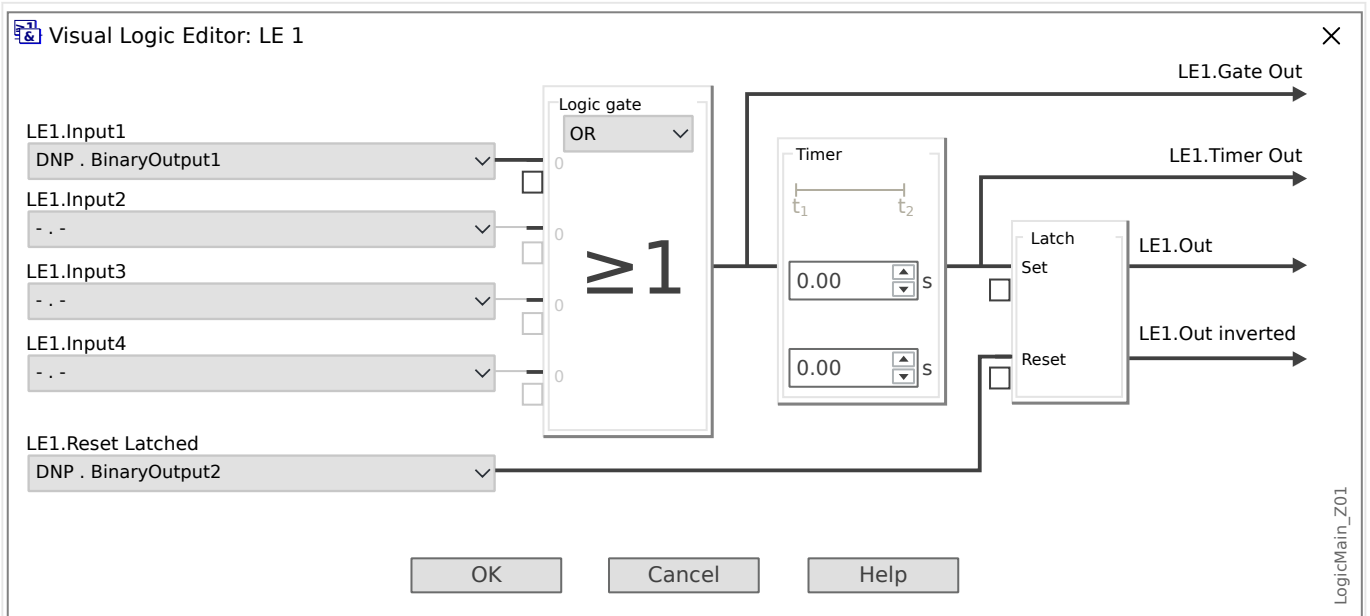 Visual Logic Editor: LE 1
LE1.Gate Out
Logic gate
OR
LE1.Input1
DNP . BinaryOutput1
0
LE1.Input2
- . -
0
LE1.Input3
- . -
0
LE1.Input4
- . -
0
≥1
Timer
t1 t2
0.00 s
0.00 s
LE1.Timer Out
Latch
Set
Reset
LE1.Out
LE1.Out inverted
LE1.Reset Latched
DNP . BinaryOutput2
OK Cancel Help
LogicMain_Z01